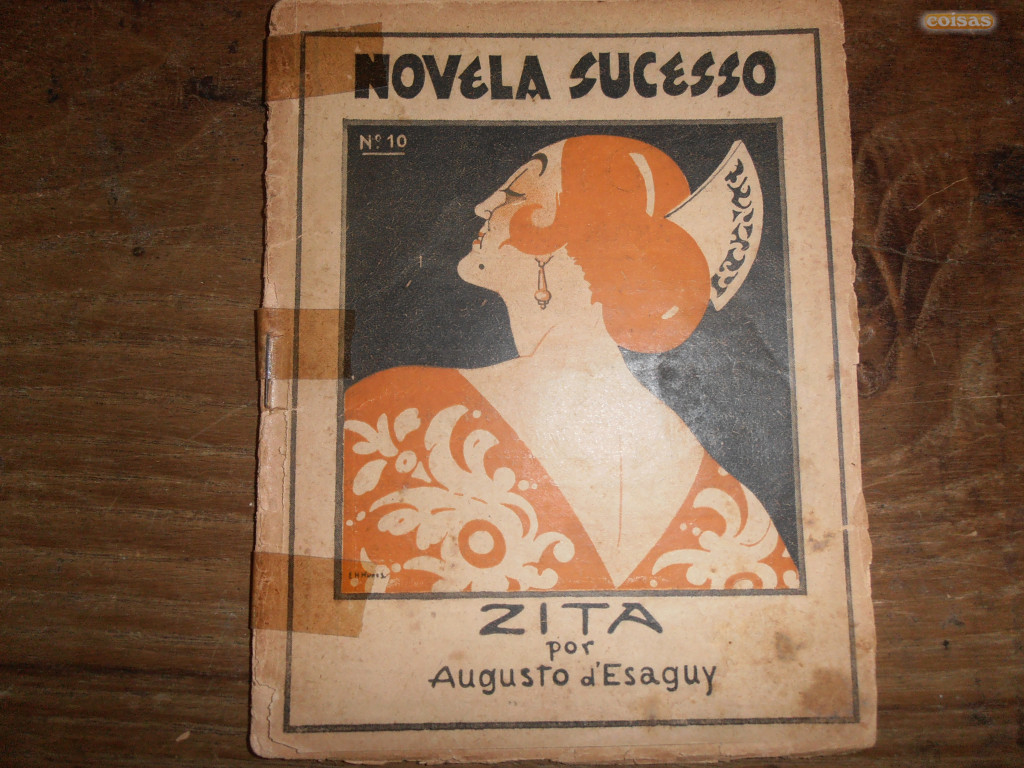 coisas
NOVELA SUCESSO
Nº 10
ZITA
por
Augusto d'Esaguy